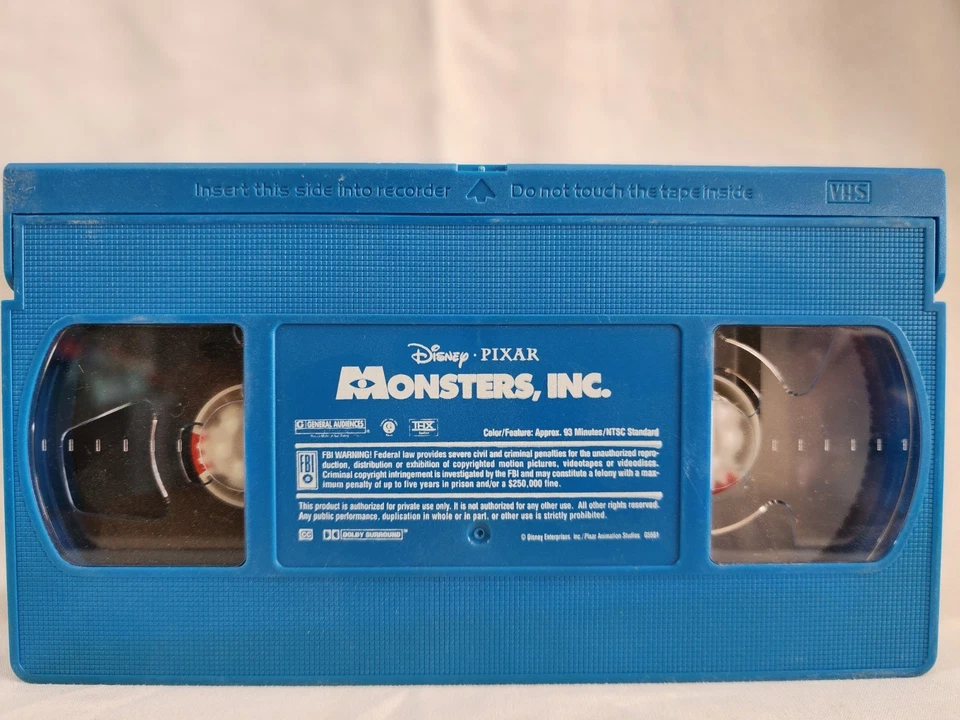 Insert this side into recorder Do not touch the tape inside VHS
Disney · PIXAR
MONSTERS, INC.
G GENERAL AUDIENCES
THX
Color/Feature: Approx. 93 Minutes/NTSC Standard
FBI
FBI WARNING! Federal law provides severe civil and criminal penalties for the unauthorized repro-
duction, distribution or exhibition of copyrighted motion pictures, videotapes or videodiscs.
Criminal copyright infringement is investigated by the FBI and may constitute a felony with a max-
imum penalty of up to five years in prison and/or a $250,000 fine.
This product is authorized for private use only. It is not authorized for any other use. All other rights reserved.
Any public performance, duplication in whole or in part, or other use is strictly prohibited.
CC DOLBY SURROUND™
© Disney Enterprises, Inc./Pixar Animation Studios